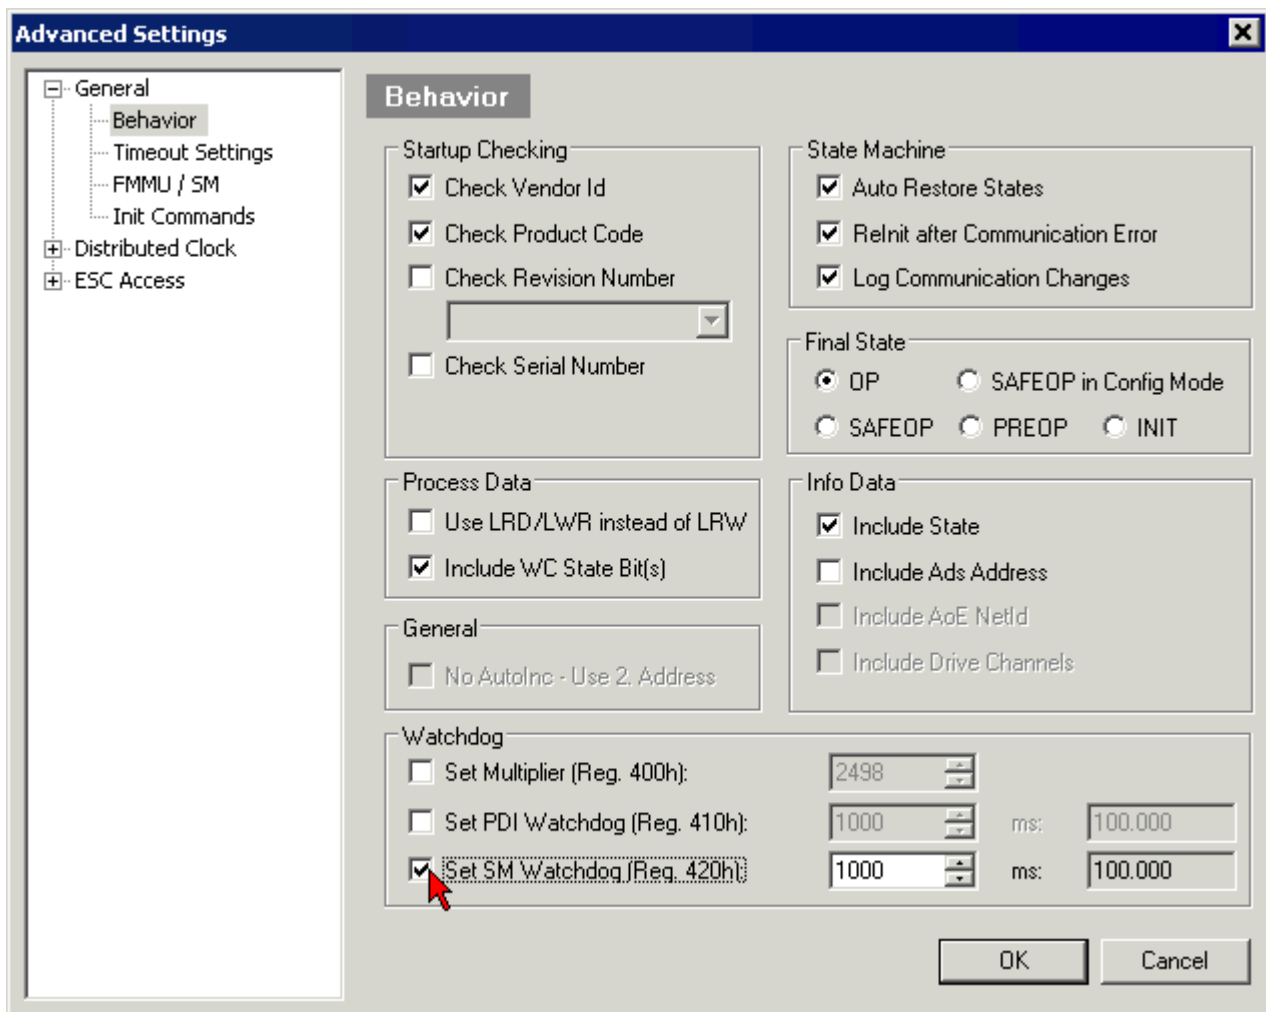 Advanced Settings
General
Behavior
Timeout Settings
FMMU / SM
Init Commands
Distributed Clock
ESC Access
Behavior
Startup Checking
Check Vendor Id
Check Product Code
Check Revision Number
Check Serial Number
State Machine
Auto Restore States
ReInit after Communication Error
Log Communication Changes
Final State
OP SAFEOP in Config Mode
SAFEOP PREOP INIT
Process Data
Use LRD/LWR instead of LRW
Include WC State Bit(s)
Info Data
Include State
Include Ads Address
Include AoE NetId
Include Drive Channels
General
No AutoInc - Use 2. Address
Watchdog
Set Multiplier (Reg. 400h): 2498
Set PDI Watchdog (Reg. 410h): 1000 ms: 100.000
Set SM Watchdog (Reg. 420h): 1000 ms: 100.000
OK Cancel